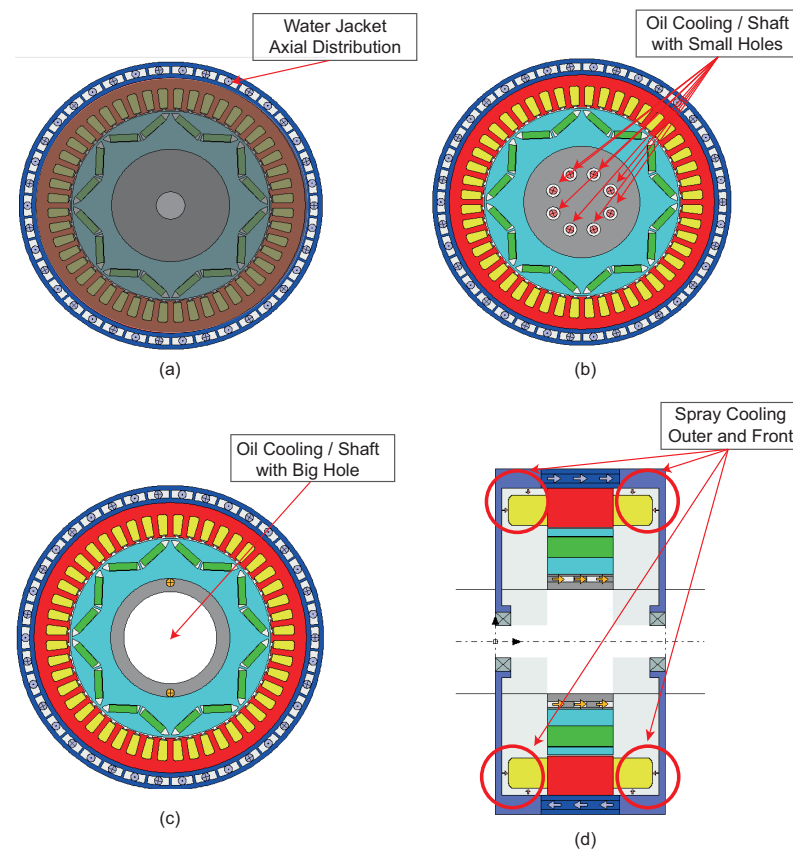 Water Jacket
Axial Distribution
Oil Cooling / Shaft
with Small Holes
(a)
(b)
Oil Cooling / Shaft
with Big Hole
Spray Cooling
Outer and Front
(c)
(d)